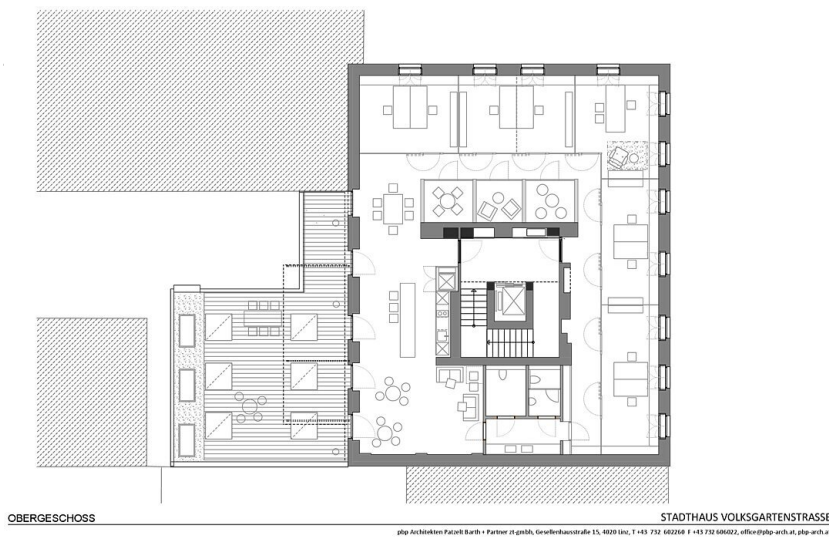 OBERGESCHOSS
STADTHAUS VOLKSGARTENSTRASSE
pbp Architekten Patzelt Barth + Partner zt-gmbh, Gesellenhausstraße 15, 4020 Linz, T +43 732 602260 F +43 732 606022, office@pbp-arch.at, pbp-arch.at